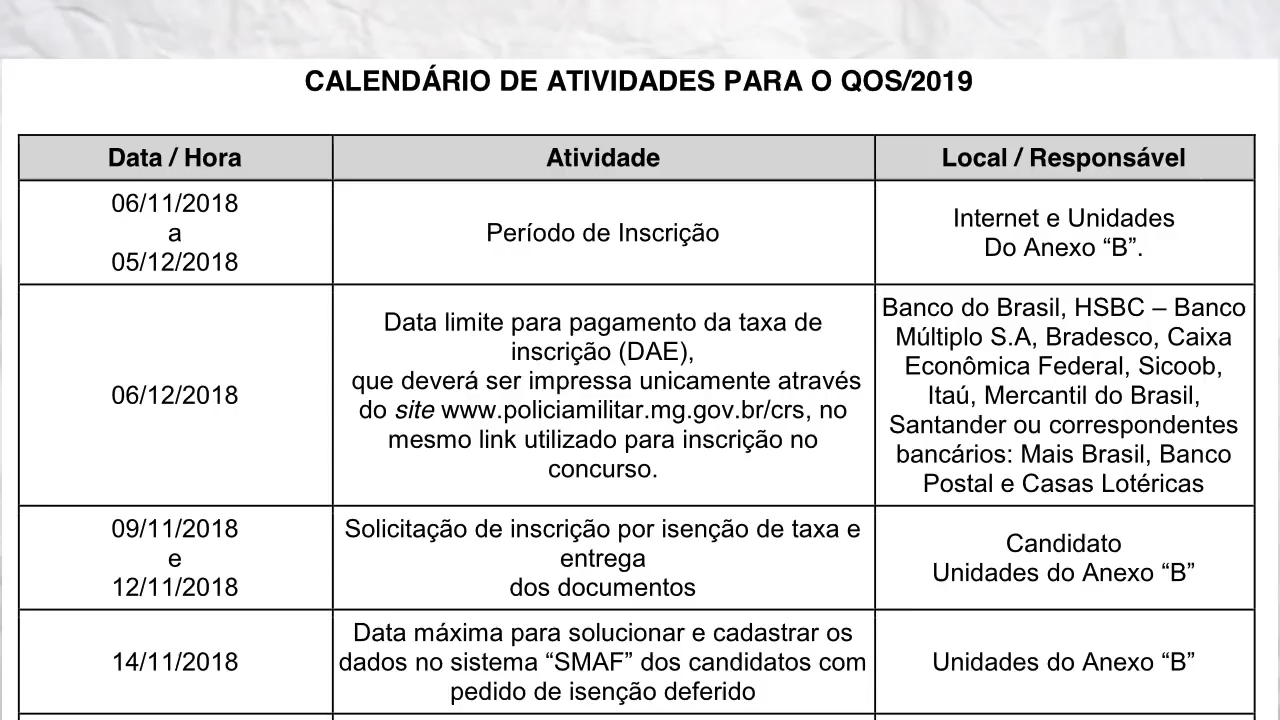 CALENDÁRIO DE ATIVIDADES PARA O QOS/2019
Data / Hora
Atividade
Local / Responsável
06/11/2018
a
05/12/2018
Período de Inscrição
Internet e Unidades
Do Anexo “B”.
06/12/2018
Data limite para pagamento da taxa de
inscrição (DAE),
que deverá ser impressa unicamente através
do site www.policiamilitar.mg.gov.br/crs, no
mesmo link utilizado para inscrição no
concurso.
Banco do Brasil, HSBC – Banco
Múltiplo S.A, Bradesco, Caixa
Econômica Federal, Sicoob,
Itaú, Mercantil do Brasil,
Santander ou correspondentes
bancários: Mais Brasil, Banco
Postal e Casas Lotéricas
09/11/2018
e
12/11/2018
Solicitação de inscrição por isenção de taxa e
entrega
dos documentos
Candidato
Unidades do Anexo “B”
14/11/2018
Data máxima para solucionar e cadastrar os
dados no sistema “SMAF” dos candidatos com
pedido de isenção deferido
Unidades do Anexo “B”